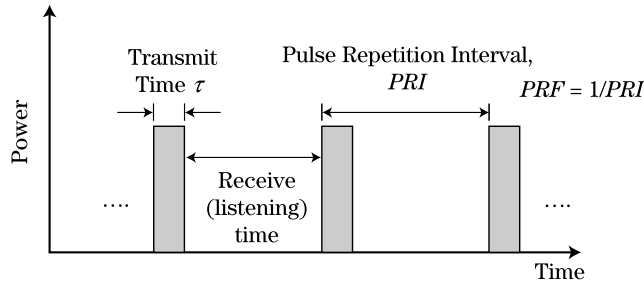 Transmit
Time τ
Pulse Repetition Interval,
PRI
PRF = 1/PRI
Power
Receive
(listening)
time
....
....
Time